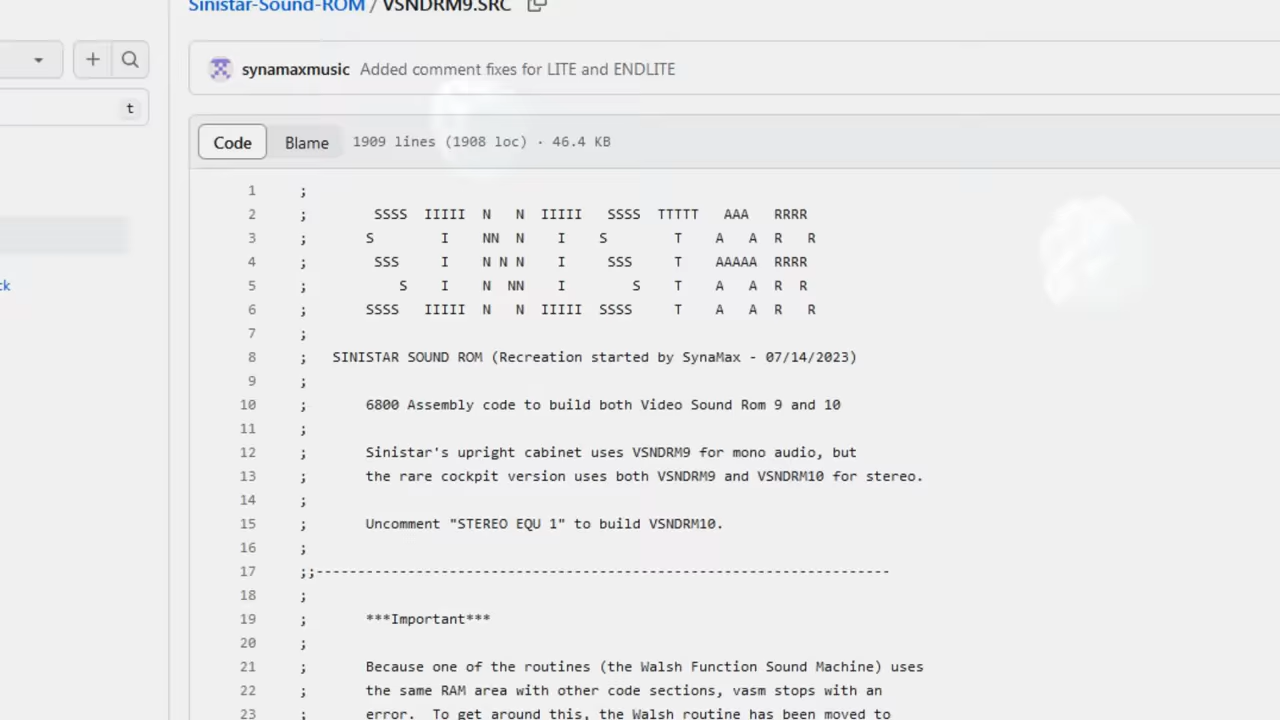 Sinistar-Sound-ROM / VSNDRM9.SRC
synamaxmusic Added comment fixes for LITE and ENDLITE
t
Code Blame 1909 lines (1908 loc) · 46.4 KB
1 ;
2 ; SSSS IIIII N N IIIII SSSS TTTTT AAA RRRR
3 ; S I NN N I S T A A R R
4 ; SSS I N N N I SSS T AAAAA RRRR
5 ; S I N NN I S T A A R R
6 ; SSSS IIIII N N IIIII SSSS T A A R R
7 ;
8 ; SINISTAR SOUND ROM (Recreation started by SynaMax - 07/14/2023)
9 ;
10 ; 6800 Assembly code to build both Video Sound Rom 9 and 10
11 ;
12 ; Sinistar's upright cabinet uses VSNDRM9 for mono audio, but
13 ; the rare cockpit version uses both VSNDRM9 and VSNDRM10 for stereo.
14 ;
15 ; Uncomment "STEREO EQU 1" to build VSNDRM10.
16 ;
17 ;;---------------------------------------------------------------------
18 ;
19 ; ***Important***
20 ;
21 ; Because one of the routines (the Walsh Function Sound Machine) uses
22 ; the same RAM area with other code sections, vasm stops with an
23 ; error. To get around this, the Walsh routine has been moved to